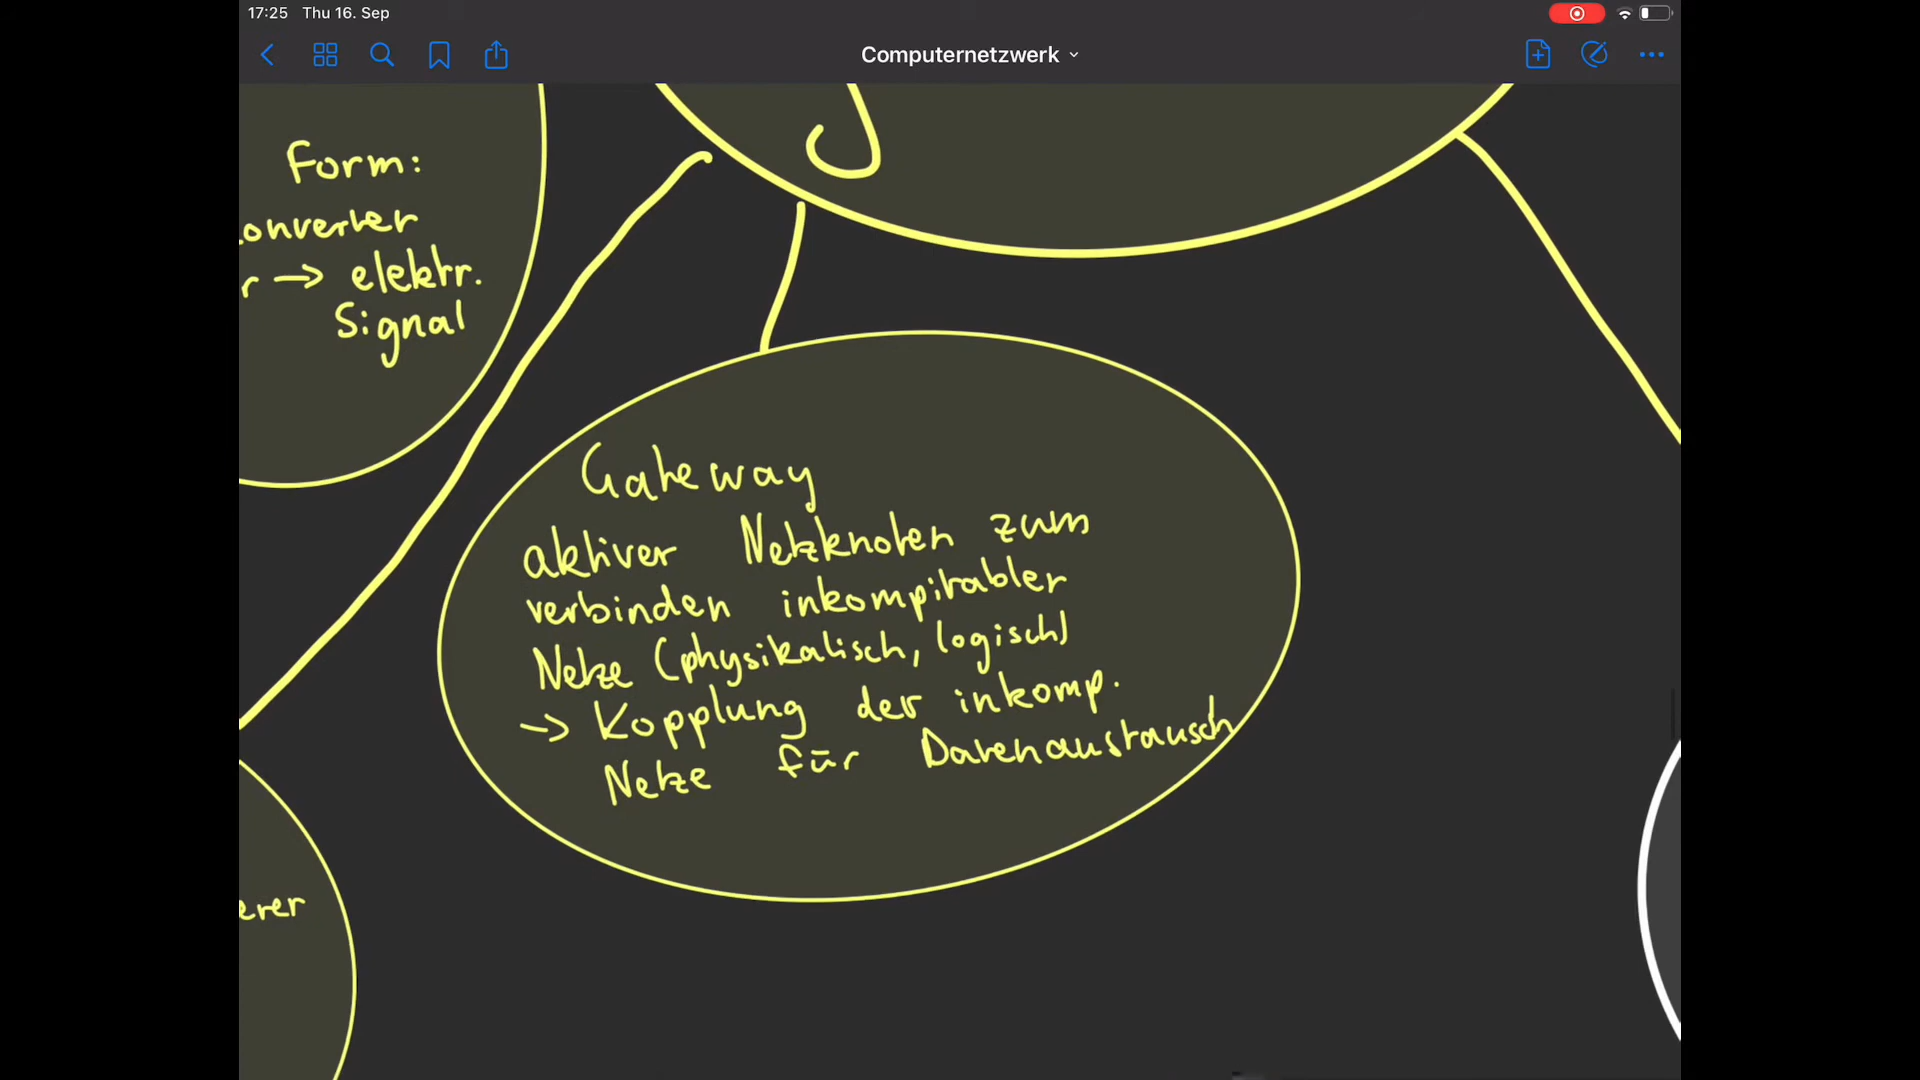 17:25 Thu 16. Sep
Computernetzwerk
Form:
onverter
r → elektr.
Signal
Gateway
aktiver Netzknoten zum
verbinden inkompitabler
Netze (physikalisch, logisch)
→ Kopplung der inkomp.
Netze für Datenaustausch
erer